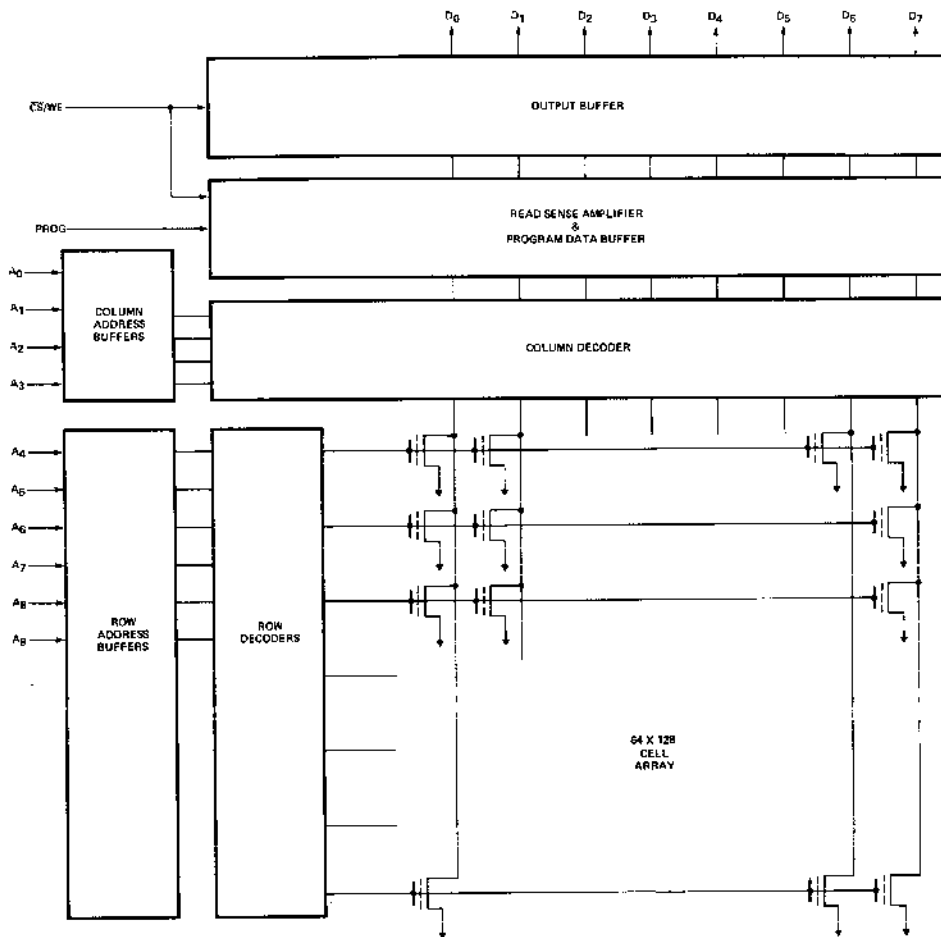 D0 D1 D2 D3 D4 D5 D6 D7
OUTPUT BUFFER
CS/WE
READ SENSE AMPLIFIER
&
PROGRAM DATA BUFFER
PROG
A0
A1
A2
A3
COLUMN
ADDRESS
BUFFERS
COLUMN DECODER
A4
A5
A6
A7
A8
A9
ROW
ADDRESS
BUFFERS
ROW
DECODERS
64 X 128
CELL
ARRAY